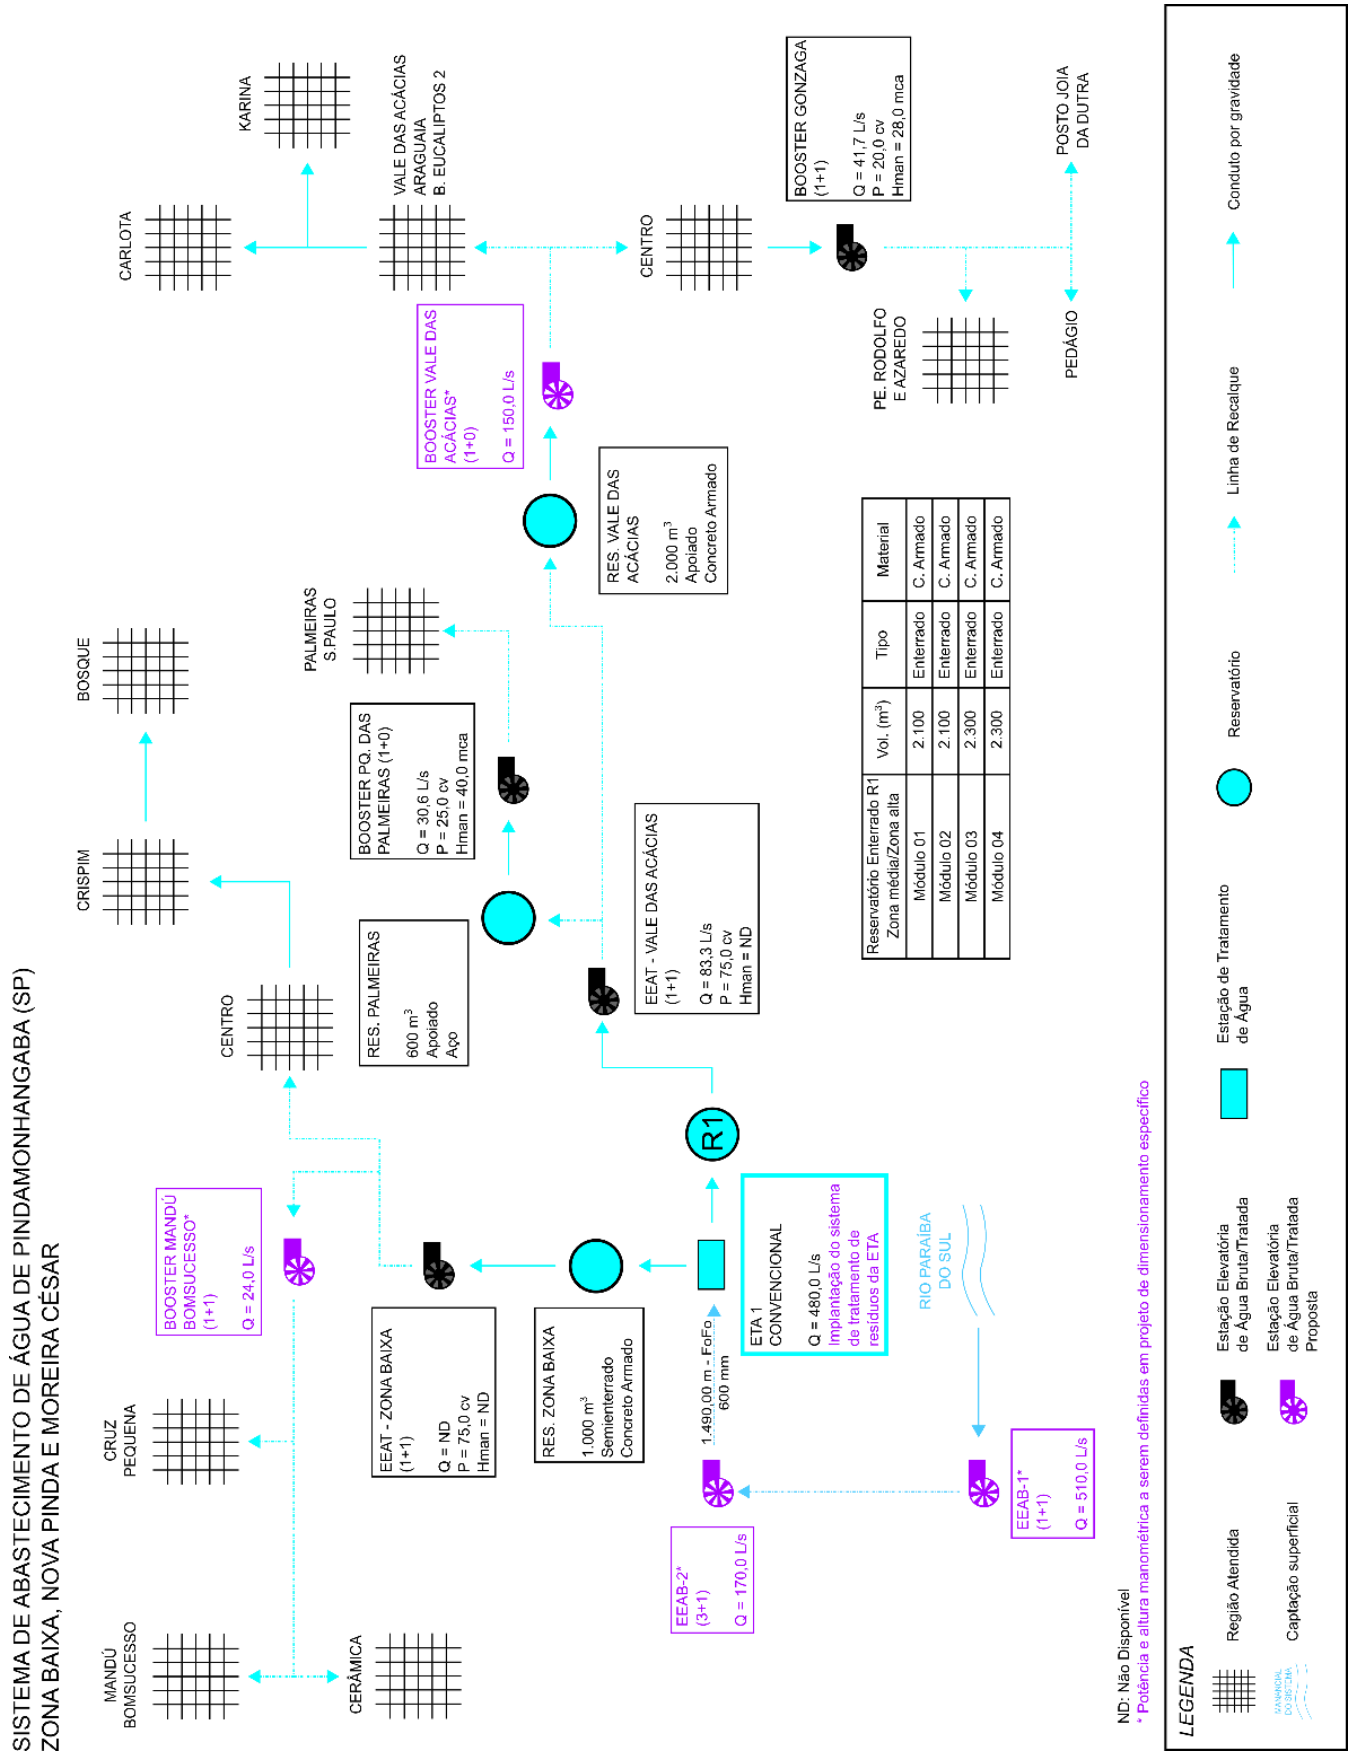 SISTEMA DE ABASTECIMENTO DE ÁGUA DE PINDAMONHANGABA (SP)
ZONA BAIXA, NOVA PINDA E MOREIRA CÉSAR
MANDÚ
BOMSUCESSO
CRUZ
PEQUENA
BOOSTER MANDÚ
BOMSUCESSO*
(1+1)
Q = 24,0 L/s
CENTRO
CRISPIM
BOSQUE
CARLOTA
KARINA
CERÂMICA
EEAT - ZONA BAIXA
(1+1)
Q = ND
P = 75,0 cv
Hman = ND
RES. PALMEIRAS
600 m³
Apoiado
Aço
BOOSTER PQ. DAS
PALMEIRAS (1+0)
Q = 30,6 L/s
P = 25,0 cv
Hman = 40,0 mca
PALMEIRAS
S.PAULO
BOOSTER VALE DAS
ACÁCIAS*
(1+0)
Q = 150,0 L/s
VALE DAS ACÁCIAS
ARAGUAIA
B. EUCALIPTOS 2
RES. ZONA BAIXA
1.000 m³
Semienterrado
Concreto Armado
EEAT - VALE DAS ACÁCIAS
(1+1)
Q = 83,3 L/s
P = 75,0 cv
Hman = ND
RES. VALE DAS
ACÁCIAS
2.000 m³
Apoiado
Concreto Armado
CENTRO
BOOSTER GONZAGA
(1+1)
Q = 41,7 L/s
P = 20,0 cv
Hman = 28,0 mca
EEAB-2*
(3+1)
Q = 170,0 L/s
1.490,00 m - FoFo
600 mm
R1
ETA 1
CONVENCIONAL
Q = 480,0 L/s
Implantação do sistema
de tratamento de
resíduos da ETA
RIO PARAÍBA
DO SUL
EEAB-1*
(1+1)
Q = 510,0 L/s
Reservatório Enterrado R1
Zona média/Zona alta Vol. (m³) Tipo Material
Módulo 01 2.100 Enterrado C. Armado
Módulo 02 2.100 Enterrado C. Armado
Módulo 03 2.300 Enterrado C. Armado
Módulo 04 2.300 Enterrado C. Armado
PE. RODOLFO
E AZAREDO
PEDÁGIO
POSTO JOIA
DA DUTRA
ND: Não Disponível
* Potência e altura manométrica a serem definidas em projeto de dimensionamento específico
LEGENDA
Região Atendida
MANANCIAL
DO SISTEMA
Captação superficial
Estação Elevatória
de Água Bruta/Tratada
Estação Elevatória
de Água Bruta/Tratada
Proposta
Estação de Tratamento
de Água
Reservatório
Linha de Recalque
Conduto por gravidade